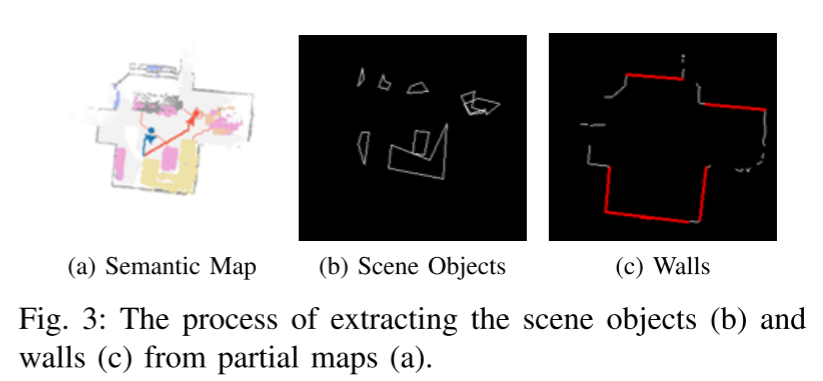 (a) Semantic Map
(b) Scene Objects
(c) Walls
Fig. 3: The process of extracting the scene objects (b) and
walls (c) from partial maps (a).